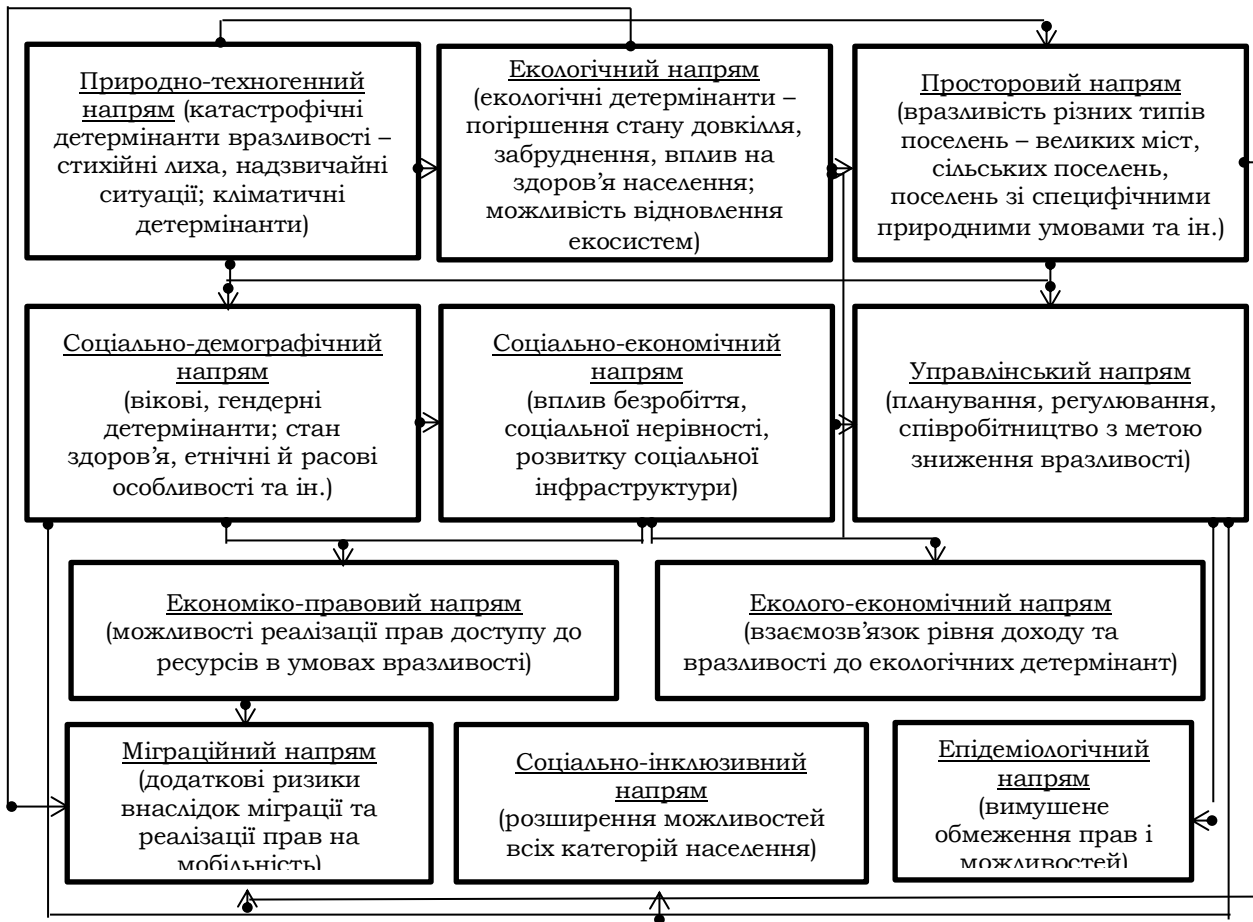 Природно-техногенний
напрям (катастрофічні
детермінанти вразливості –
стихійні лиха, надзвичайні
ситуації; кліматичні
детермінанти)
Екологічний напрям
(екологічні детермінанти –
погіршення стану довкілля,
забруднення, вплив на
здоров’я населення;
можливість відновлення
екосистем)
Просторовий напрям
(вразливість різних типів
поселень – великих міст,
сільських поселень,
поселень зі специфічними
природними умовами та ін.)
Соціально-демографічний
напрям
(вікові, гендерні
детермінанти; стан
здоров’я, етнічні й расові
особливості та ін.)
Соціально-економічний
напрям
(вплив безробіття,
соціальної нерівності,
розвитку соціальної
інфраструктури)
Управлінський напрям
(планування, регулювання,
співробітництво з метою
зниження вразливості)
Економіко-правовий напрям
(можливості реалізації прав доступу до
ресурсів в умовах вразливості)
Еколого-економічний напрям
(взаємозв’язок рівня доходу та
вразливості до екологічних детермінант)
Міграційний напрям
(додаткові ризики
внаслідок міграції та
реалізації прав на
мобільність)
Соціально-інклюзивний
напрям
(розширення можливостей
всіх категорій населення)
Епідеміологічний
напрям
(вимушене
обмеження прав і
можливостей)